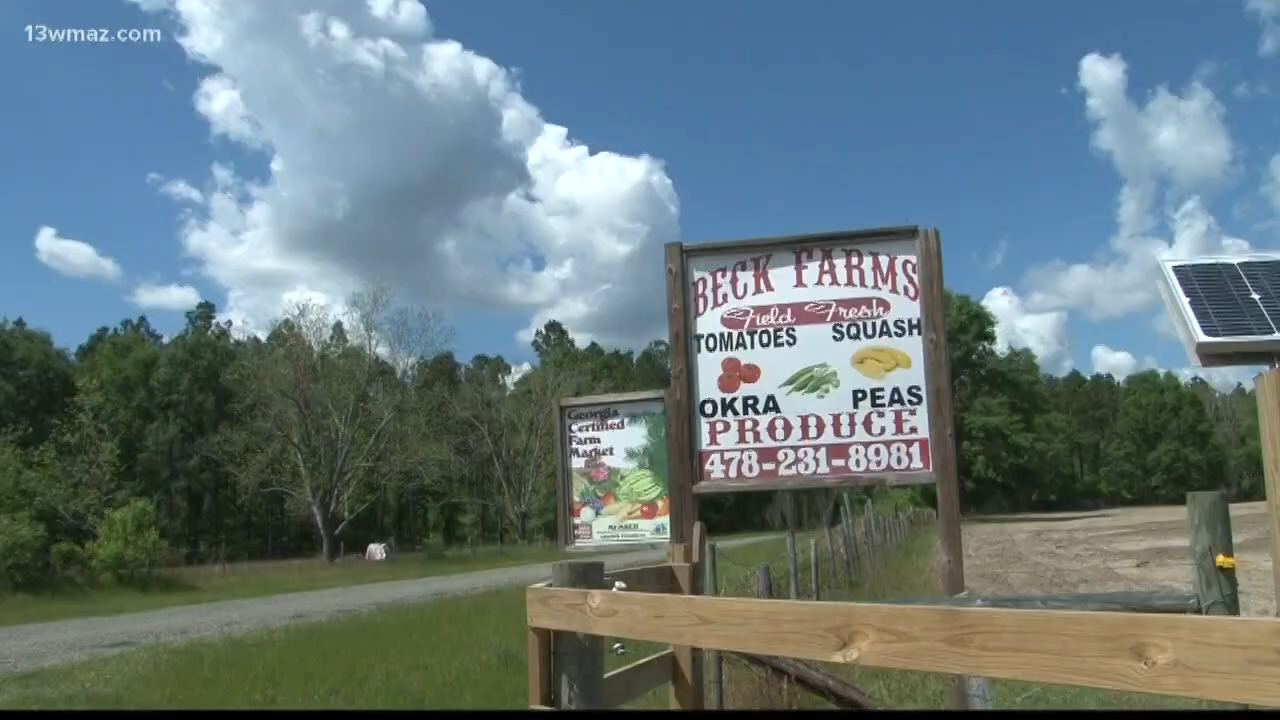 13wmaz.com
BECK FARMS
Field Fresh
TOMATOES SQUASH
OKRA PEAS
PRODUCE
478-231-8981
Georgia
Certified
Farm
Market